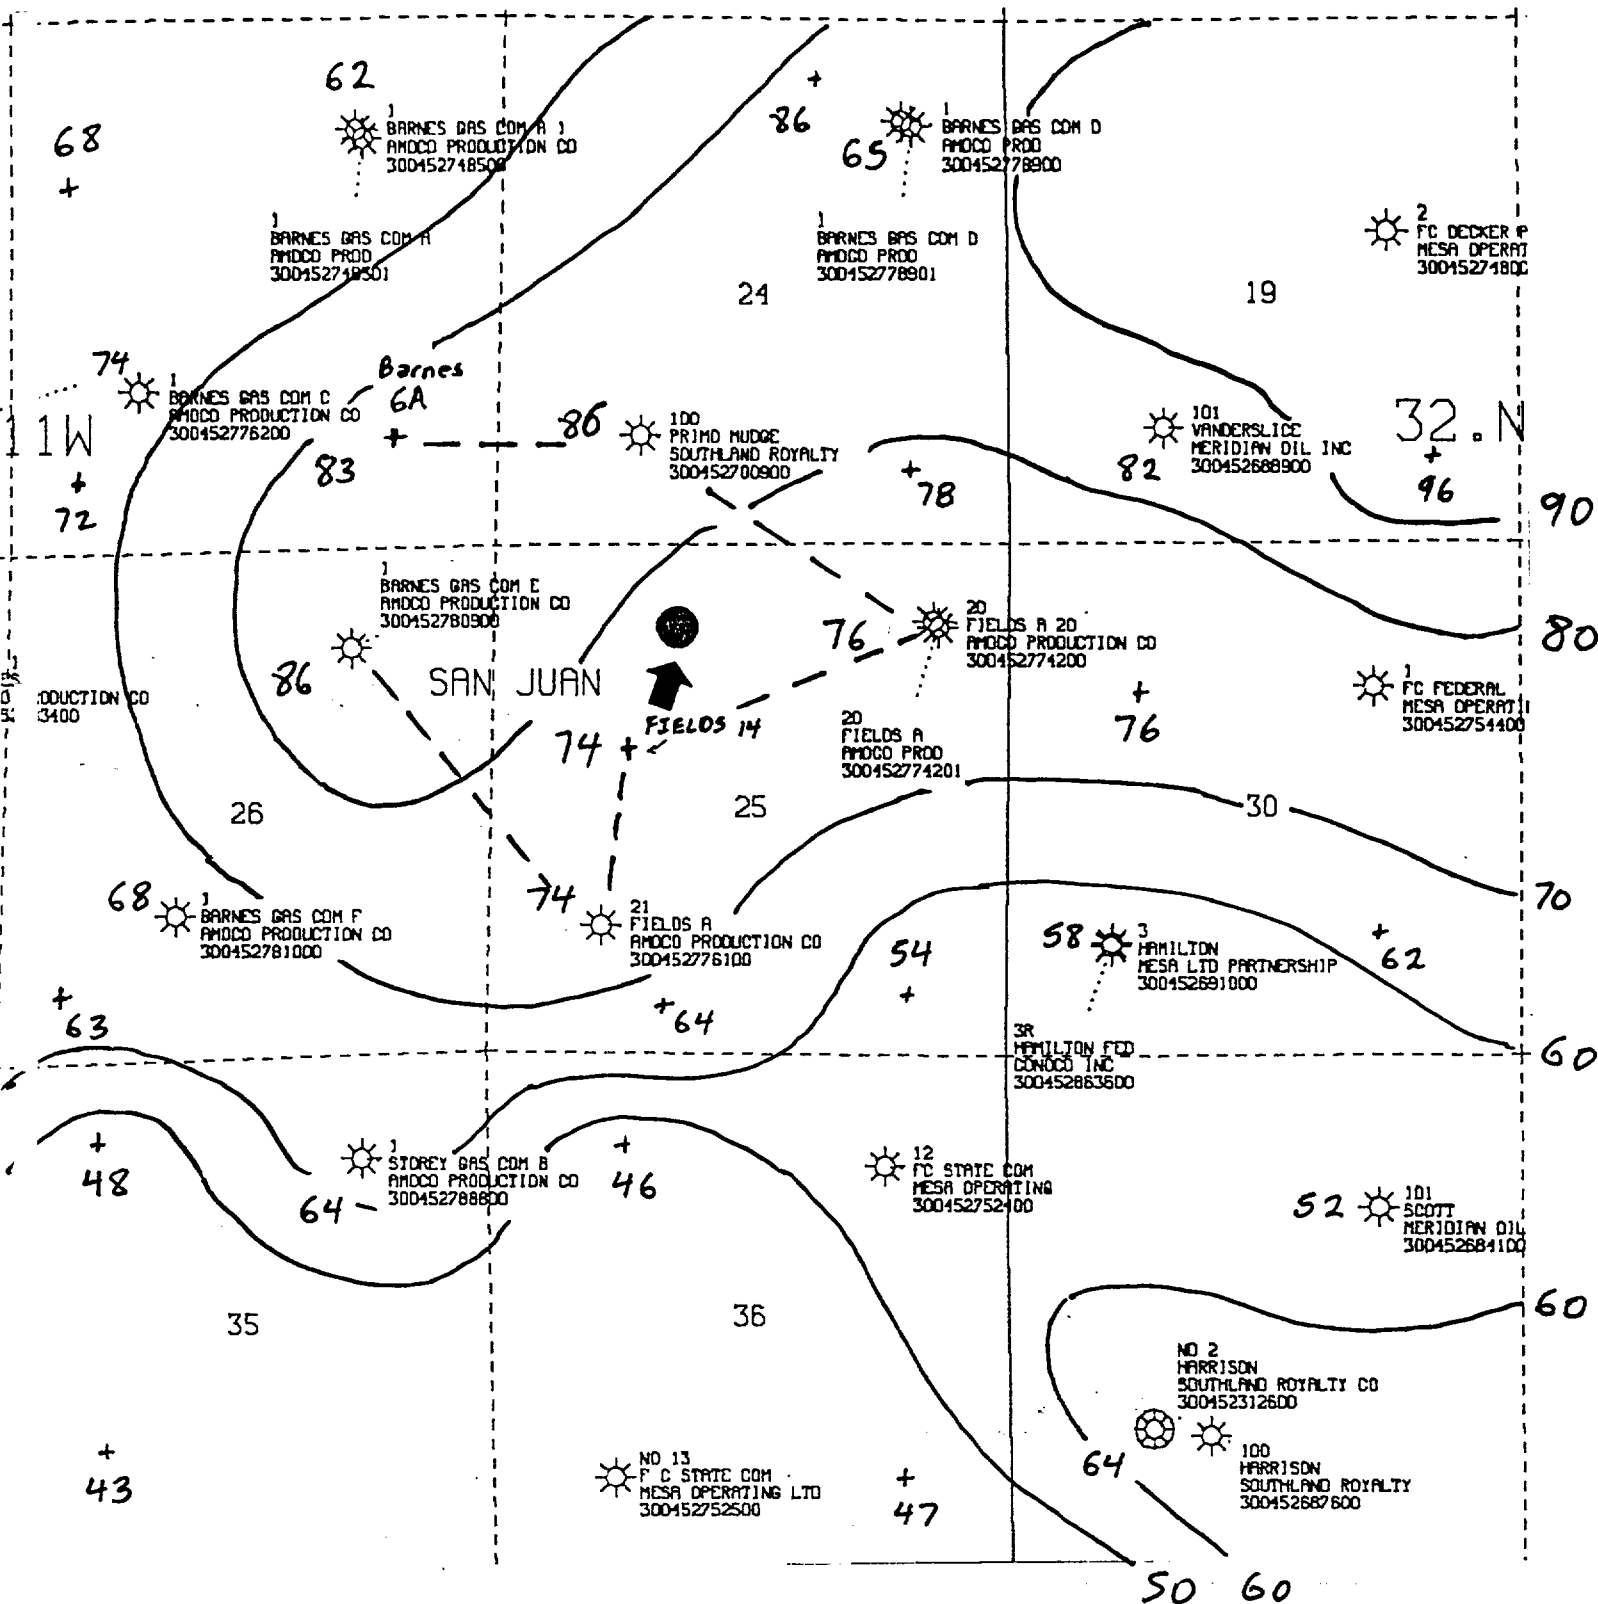 62
68
1
BARNES GAS COM A 1
AMOCO PRODUCTION CO
300452748500
86
65
1
BARNES GAS COM D
AMOCO PROD
300452778900
1
BARNES GAS COM A
AMOCO PROD
300452748501
1
BARNES GAS COM D
AMOCO PROD
300452778901
2
FC DECKER P
MESA OPERAT
30045274800
24
19
74
1
BARNES GAS COM C
AMOCO PRODUCTION CO
300452776200
Barnes
6A
11W
83
72
86
100
PRIMO MUDGE
SOUTHLAND ROYALTY
300452700900
78
82
101
VANDERSLICE
MERIDIAN OIL INC
300452688900
32.N
96
90
1
BARNES GAS COM E
AMOCO PRODUCTION CO
300452780900
86
SAN JUAN
76
20
FIELDS A 20
AMOCO PRODUCTION CO
300452774200
80
ODUCTION CO
3400
FIELDS 14
74
20
FIELDS A
AMOCO PROD
300452774201
76
1
FC FEDERAL
MESA OPERATI
300452754400
26
25
30
68
1
BARNES GAS COM F
AMOCO PRODUCTION CO
300452781000
74
21
FIELDS A
AMOCO PRODUCTION CO
300452776100
54
58
3
HAMILTON
MESA LTD PARTNERSHIP
300452691000
62
70
63
64
3R
HAMILTON FED
CONOCO INC
300452863600
60
48
1
STOREY GAS COM B
AMOCO PRODUCTION CO
300452788600
64
46
12
FC STATE COM
MESA OPERATING
300452752400
52
101
SCOTT
MERIDIAN OIL
300452684100
35
36
60
NO 2
HARRISON
SOUTHLAND ROYALTY CO
300452312600
43
NO 13
F C STATE COM
MESA OPERATING LTD
300452752500
47
64
100
HARRISON
SOUTHLAND ROYALTY
300452687600
50 60